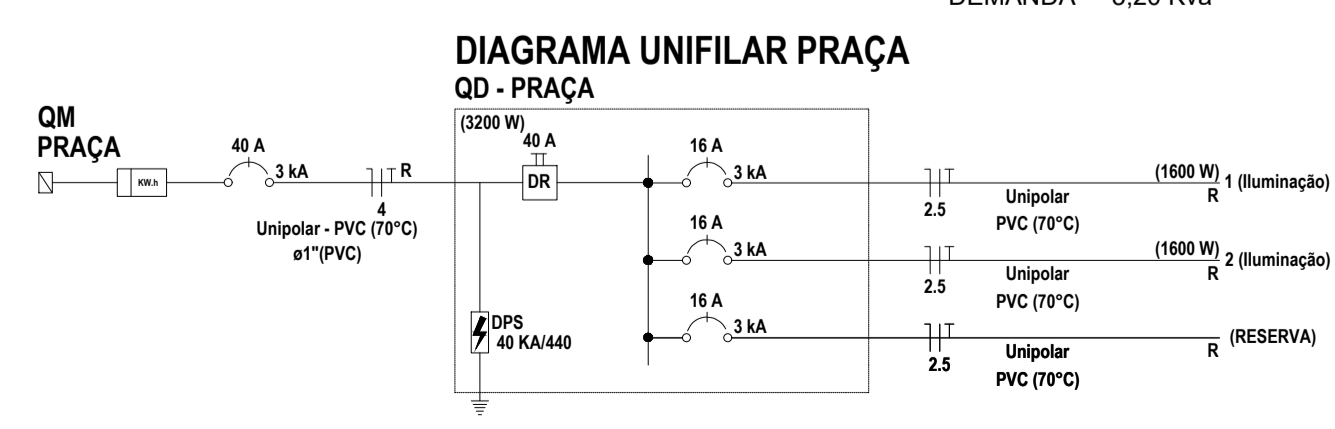 DEMANDA
DIAGRAMA UNIFILAR PRAÇA
QD - PRAÇA
QM
PRAÇA
KW.h
40 A
3 kA
R
4
Unipolar - PVC (70°C)
ø1"(PVC)
(3200 W)
40 A
DR
DPS
40 KA/440
16 A
3 kA
2.5
Unipolar
PVC (70°C)
(1600 W)
R
1 (Iluminação)
16 A
3 kA
2.5
Unipolar
PVC (70°C)
(1600 W)
R
2 (Iluminação)
16 A
3 kA
2.5
Unipolar
PVC (70°C)
R
(RESERVA)